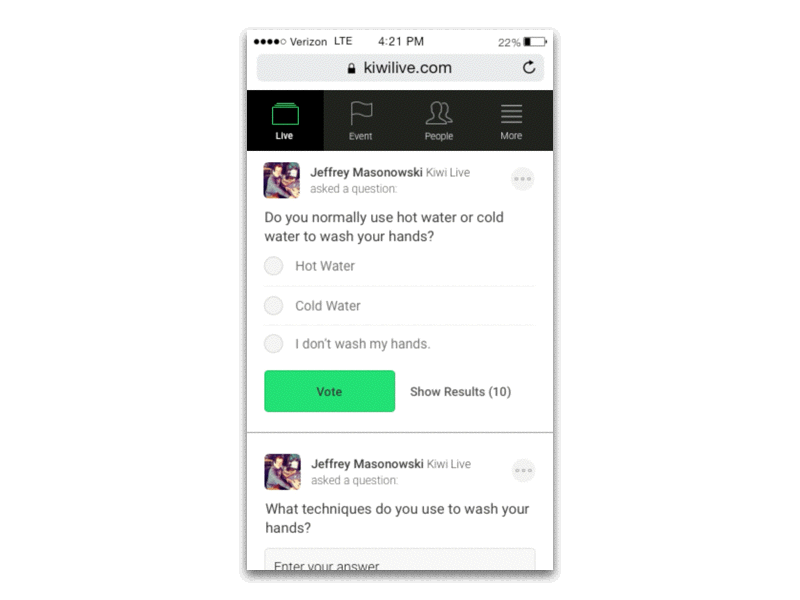 Verizon LTE 4:21 PM 22%
kiwilive.com
Live Event People More
Jeffrey Masonowski Kiwi Live
asked a question:
Do you normally use hot water or cold
water to wash your hands?
Hot Water
Cold Water
I don't wash my hands.
Vote Show Results (10)
Jeffrey Masonowski Kiwi Live
asked a question:
What techniques do you use to wash your
hands?
Enter your answer